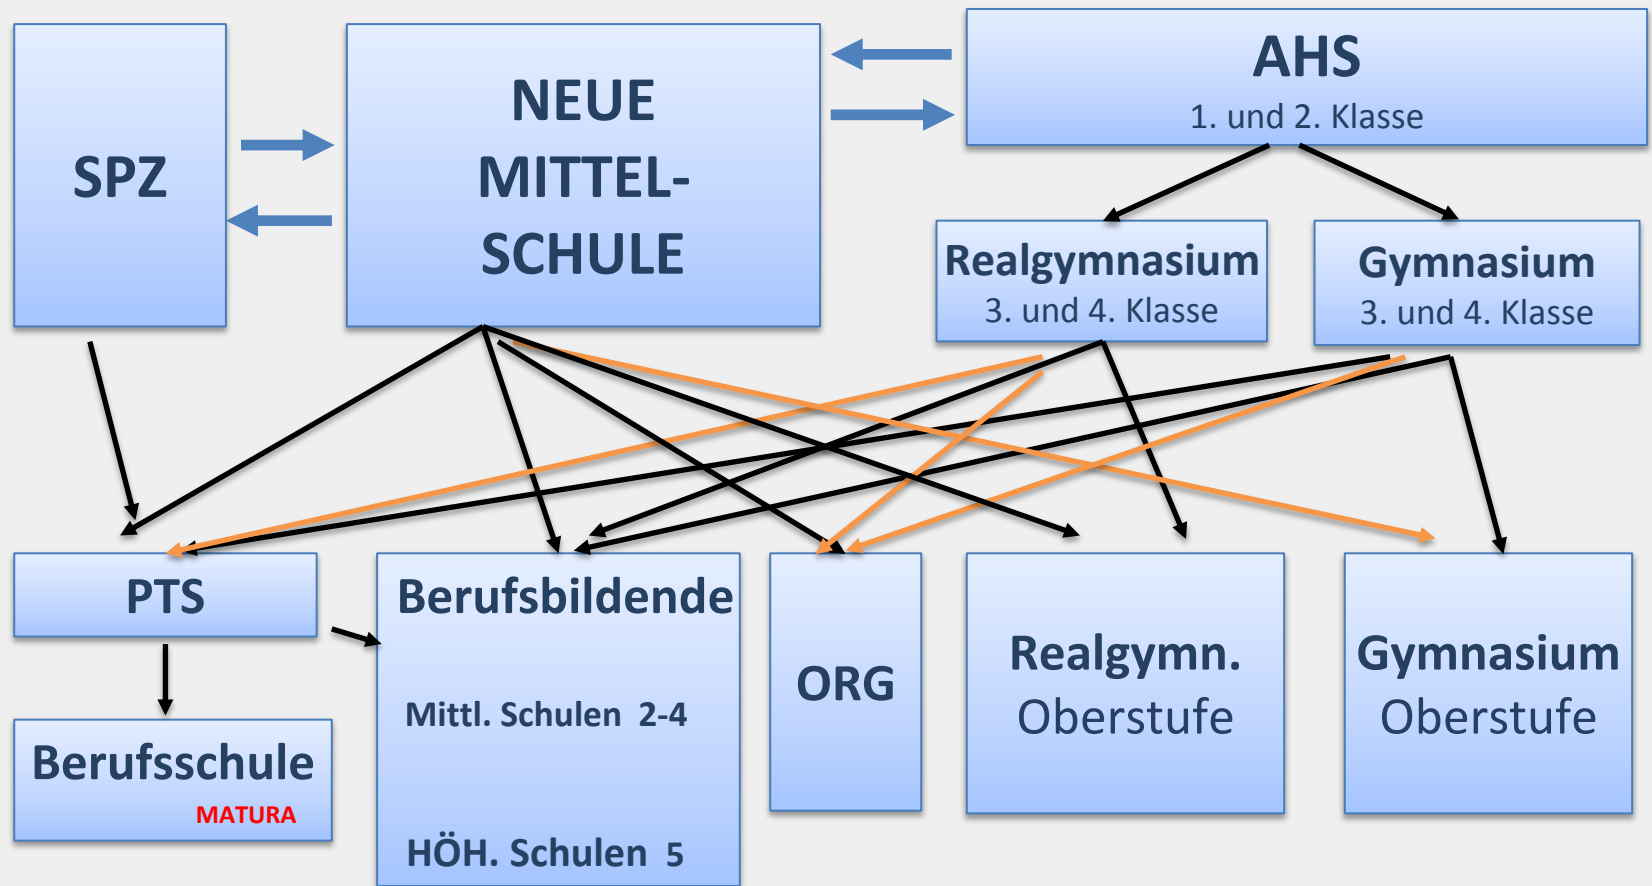 SPZ
NEUE
MITTEL-
SCHULE
AHS
1. und 2. Klasse
Realgymnasium
3. und 4. Klasse
Gymnasium
3. und 4. Klasse
PTS
Berufsschule
MATURA
Berufsbildende
Mittl. Schulen 2-4
HÖH. Schulen 5
ORG
Realgymn.
Oberstufe
Gymnasium
Oberstufe